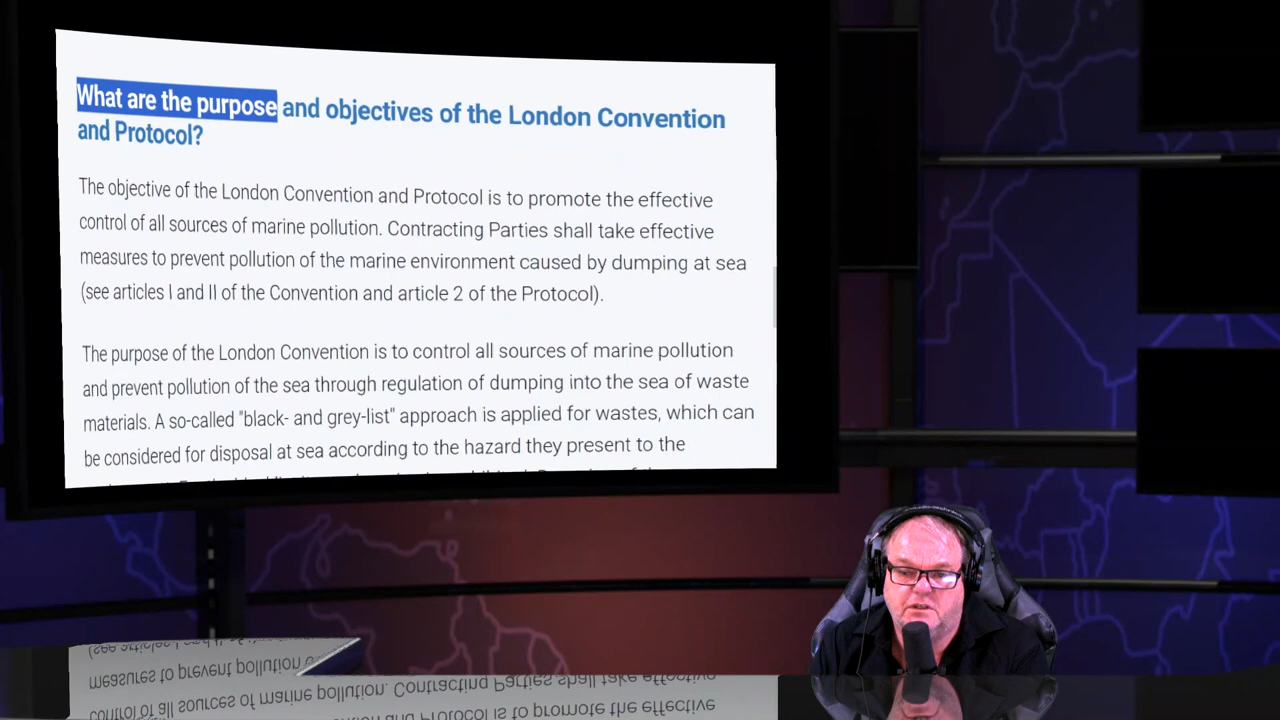 What are the purpose and objectives of the London Convention
and Protocol?
The objective of the London Convention and Protocol is to promote the effective
control of all sources of marine pollution. Contracting Parties shall take effective
measures to prevent pollution of the marine environment caused by dumping at sea
(see articles I and II of the Convention and article 2 of the Protocol).
The purpose of the London Convention is to control all sources of marine pollution
and prevent pollution of the sea through regulation of dumping into the sea of waste
materials. A so-called "black- and grey-list" approach is applied for wastes, which can
be considered for disposal at sea according to the hazard they present to the